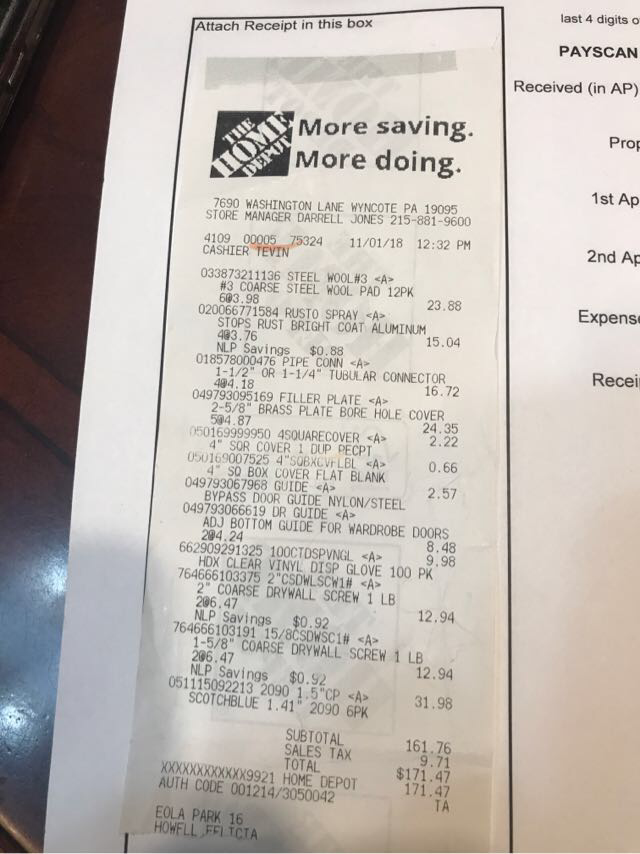 Attach Receipt in this box
last 4 digits o
PAYSCAN
Received (in AP)
Prop
1st Ap
2nd Ap
Expense
Recei
THE HOME DEPOT
More saving.
More doing.
7690 WASHINGTON LANE WYNCOTE PA 19095
STORE MANAGER DARRELL JONES 215-881-9600
4109 00005 75324 11/01/18 12:32 PM
CASHIER TEVIN
033873211136 STEEL WOOL#3 <A>
#3 COARSE STEEL WOOL PAD 12PK
6@3.98 23.88
020066771584 RUSTO SPRAY <A>
STOPS RUST BRIGHT COAT ALUMINUM
4@3.76 15.04
NLP Savings $0.88
018578000476 PIPE CONN <A>
1-1/2" OR 1-1/4" TUBULAR CONNECTOR
4@4.18 16.72
049793095169 FILLER PLATE <A>
2-5/8" BRASS PLATE BORE HOLE COVER
5@4.87 24.35
050169999950 4SQUARECOVER <A> 2.22
4" SQR COVER 1 DUP RECPT
050169007525 4"SQBXCVFLBL <A> 0.66
4" SQ BOX COVER FLAT BLANK
049793067968 GUIDE <A> 2.57
BYPASS DOOR GUIDE NYLON/STEEL
049793066619 DR GUIDE <A>
ADJ BOTTOM GUIDE FOR WARDROBE DOORS
2@4.24 8.48
662909291325 100CTDSPVNGL <A> 9.98
HDX CLEAR VINYL DISP GLOVE 100 PK
764666103375 2"CSDWLSCW1# <A>
2" COARSE DRYWALL SCREW 1 LB
2@6.47 12.94
NLP Savings $0.92
764666103191 15/8CSDWSC1# <A>
1-5/8" COARSE DRYWALL SCREW 1 LB
2@6.47 12.94
NLP Savings $0.92
051115092213 2090 1.5"CP <A> 31.98
SCOTCHBLUE 1.41" 2090 6PK
SUBTOTAL 161.76
SALES TAX 9.71
TOTAL $171.47
XXXXXXXXXXXX9921 HOME DEPOT 171.47
AUTH CODE 001214/3050042 TA
EOLA PARK 16
HOWELL FELICIA